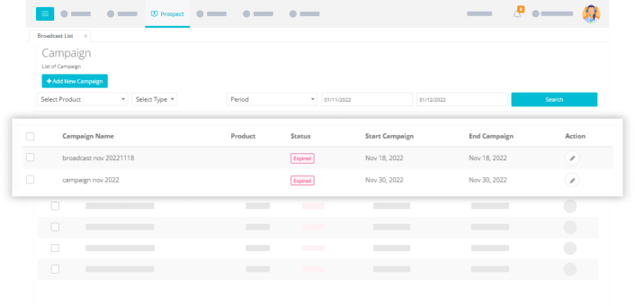 Prospect
8
Broadcast List ×
Campaign
List of Campaign
+ Add New Campaign
Select Product Select Type Period 01/11/2022 31/12/2022 Search
Campaign Name Product Status Start Campaign End Campaign Action
broadcast nov 20221118 Expired Nov 18, 2022 Nov 18, 2022
campaign nov 2022 Expired Nov 30, 2022 Nov 30, 2022